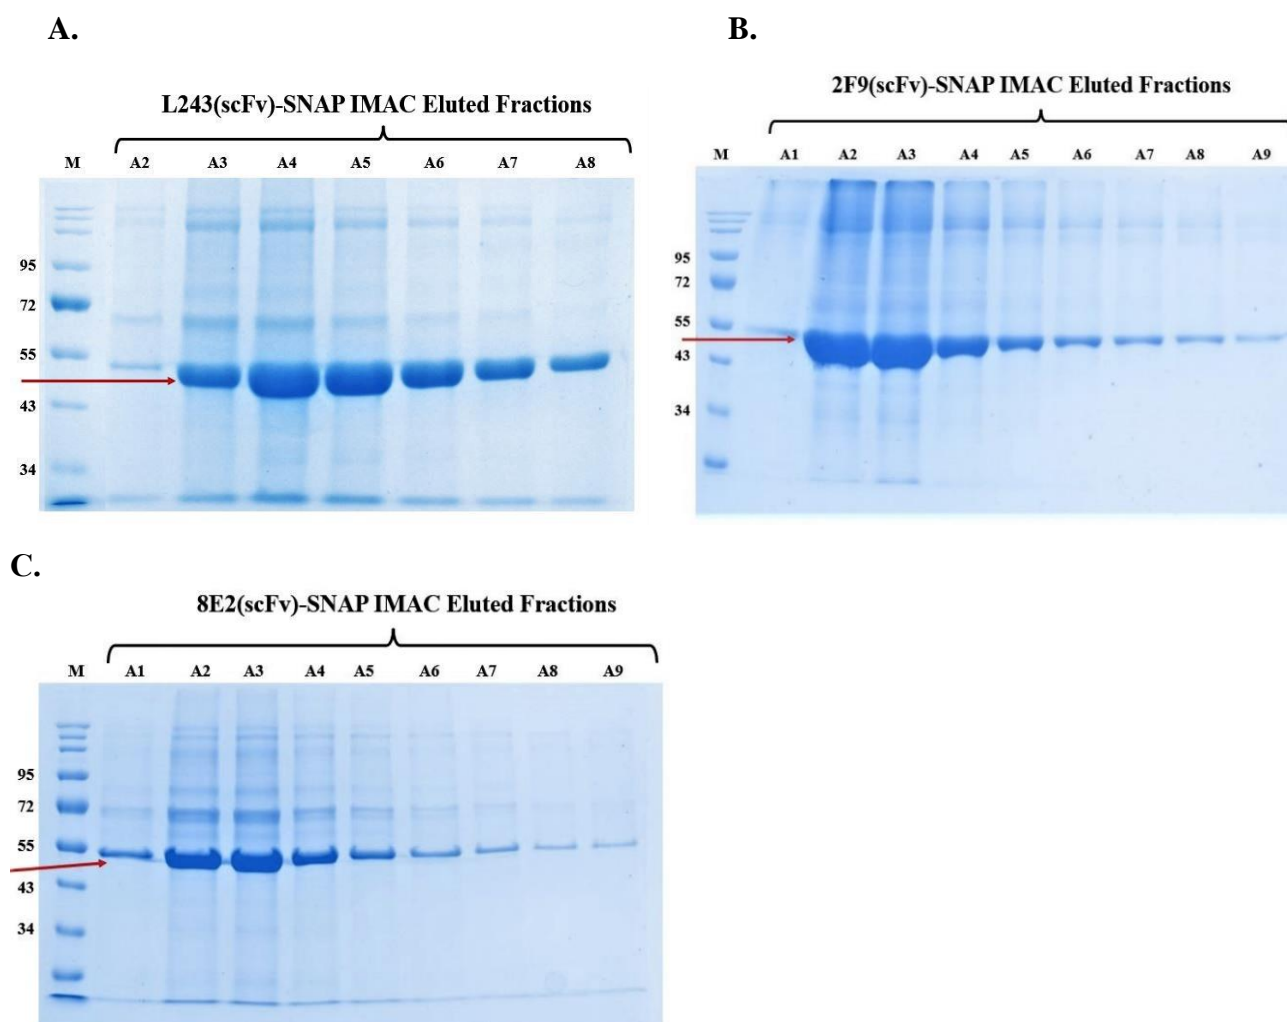 A.
L243(scFv)-SNAP IMAC Eluted Fractions
M A2 A3 A4 A5 A6 A7 A8
95
72
55
43
34
B.
2F9(scFv)-SNAP IMAC Eluted Fractions
M A1 A2 A3 A4 A5 A6 A7 A8 A9
95
72
55
43
34
C.
8E2(scFv)-SNAP IMAC Eluted Fractions
M A1 A2 A3 A4 A5 A6 A7 A8 A9
95
72
55
43
34